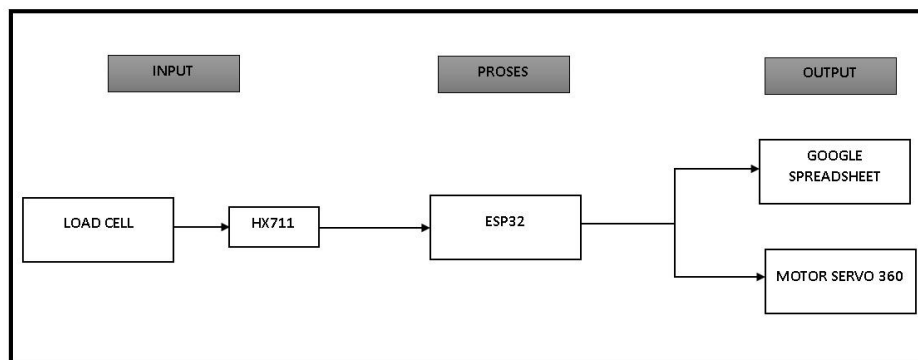 INPUT
PROSES
OUTPUT
LOAD CELL
HX711
ESP32
GOOGLE
SPREADSHEET
MOTOR SERVO 360